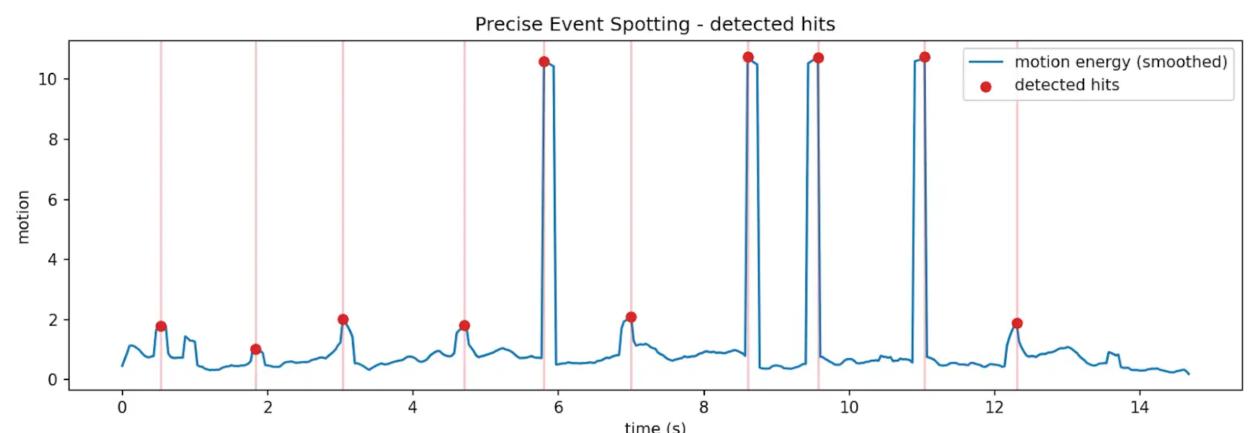 Precise Event Spotting - detected hits
motion energy (smoothed)
detected hits
motion
10
8
6
4
2
0
0 2 4 6 8 10 12 14
time (s)